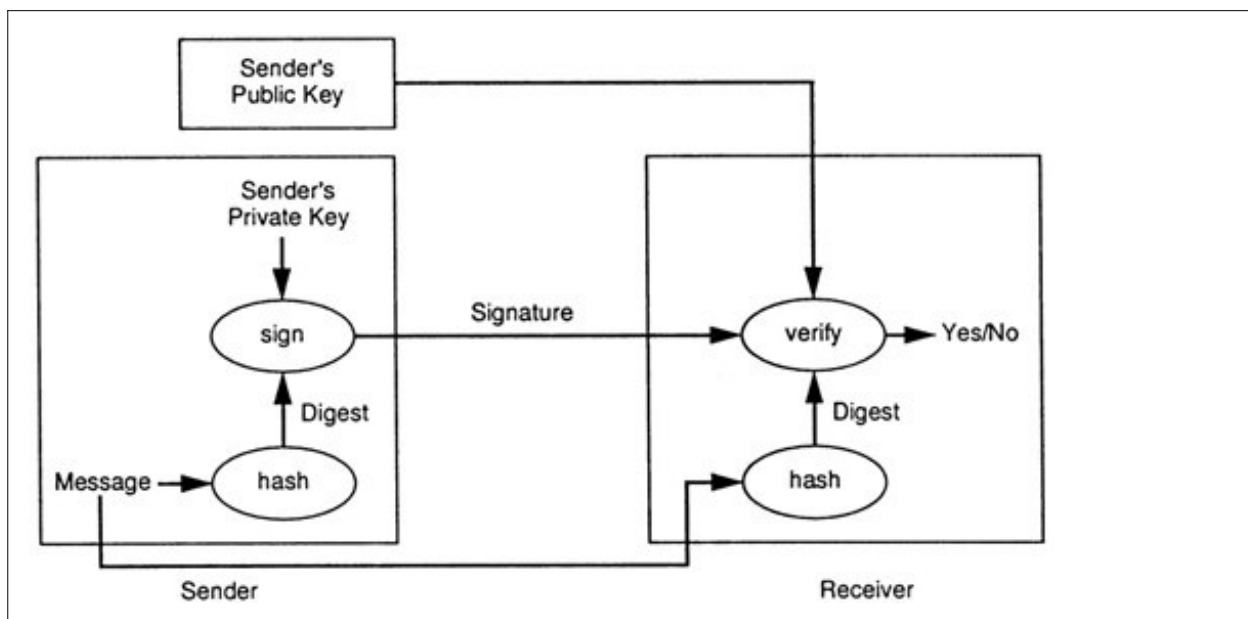 Sender's
Public Key
Sender's
Private Key
sign
Signature
verify
Yes/No
Digest
Digest
Message
hash
hash
Sender
Receiver